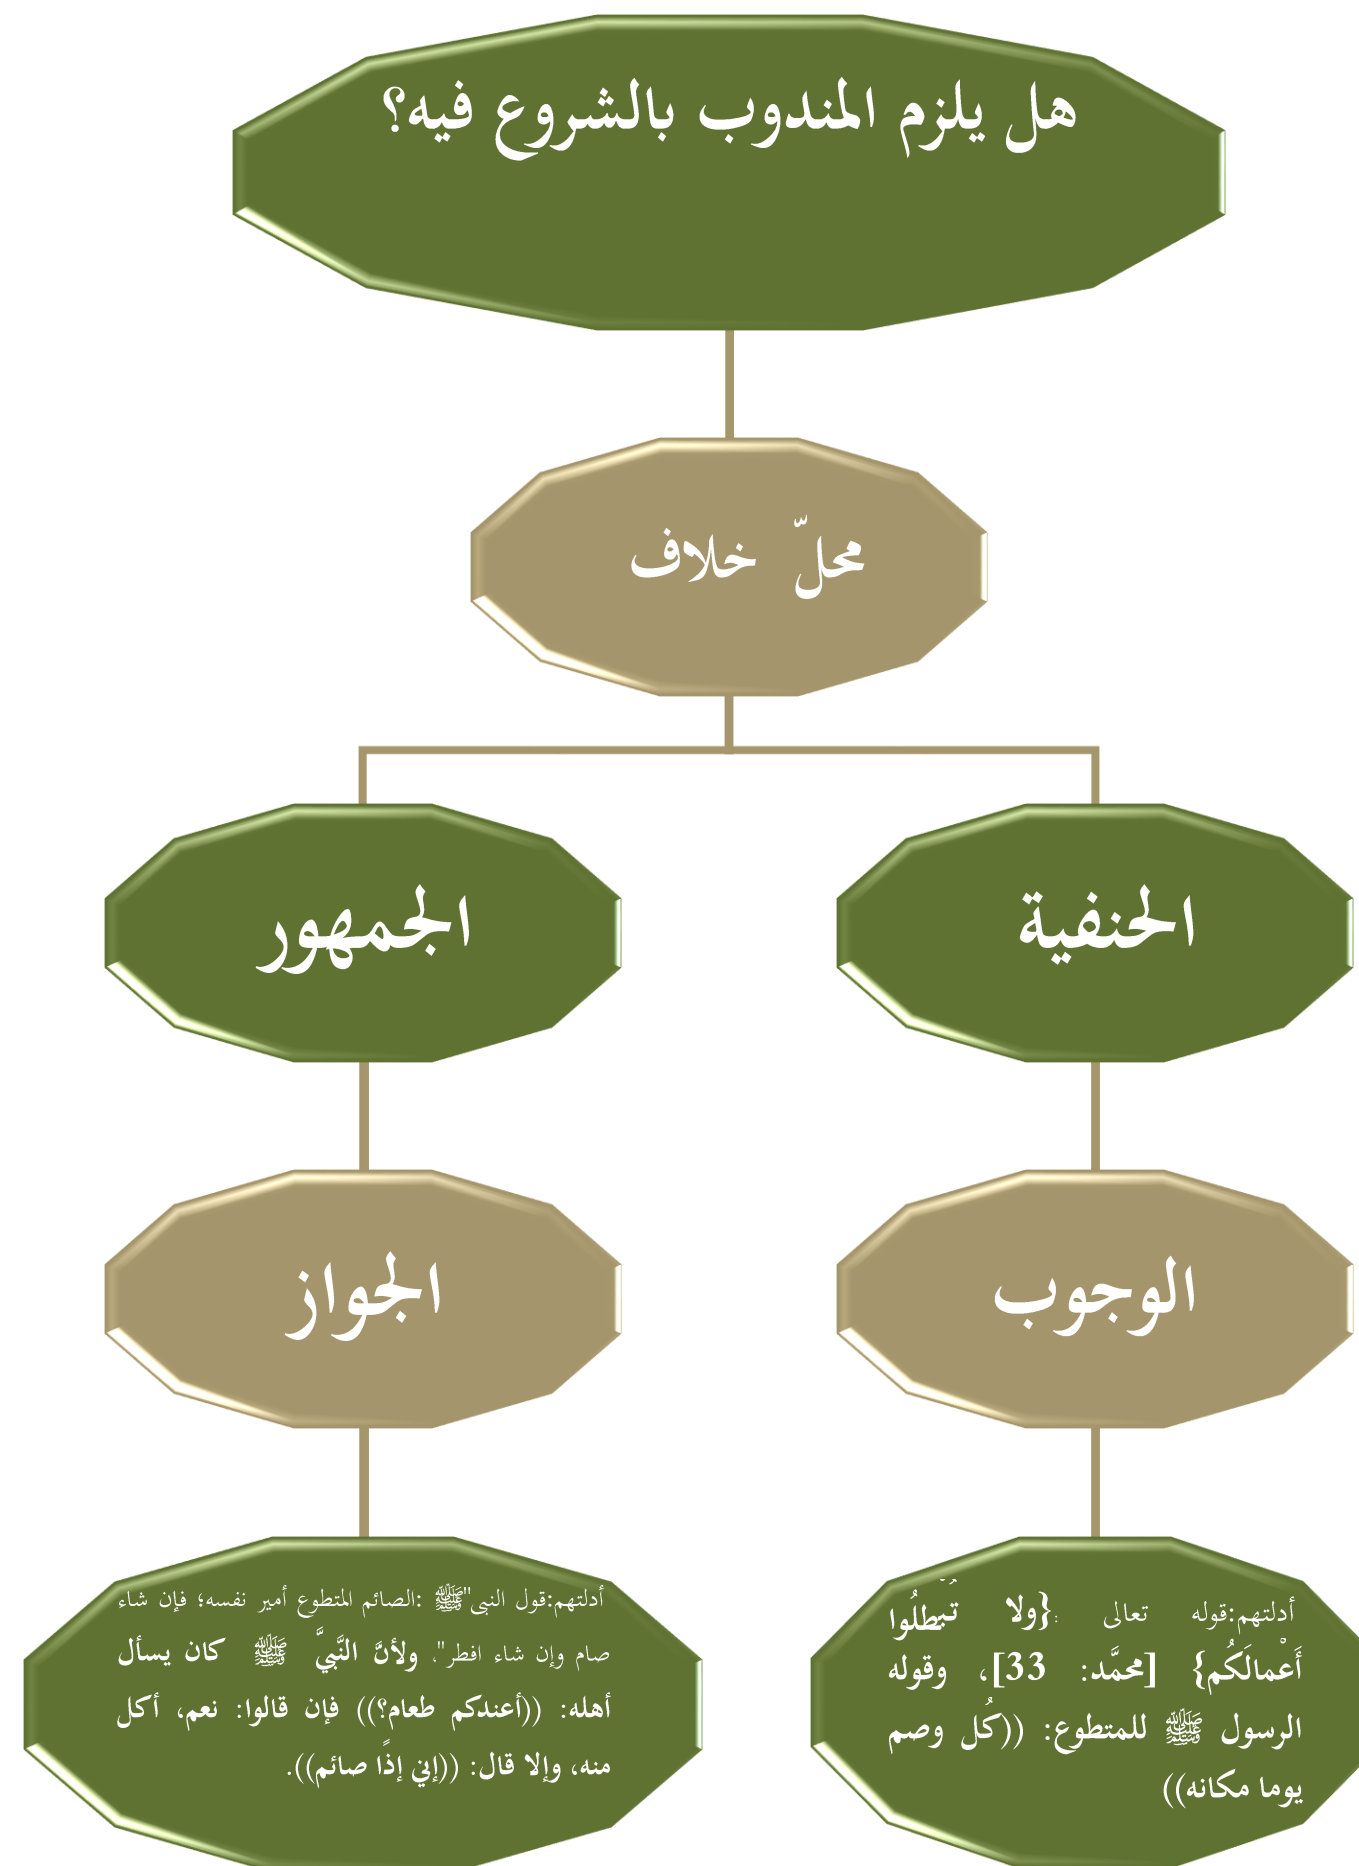 هل يلزم المندوب بالشروع فيه؟
محلّ خلاف
الحنفية
الجمهور
الوجوب
الجواز
أدلتهم:قوله تعالى :{ولا تُبطلُوا
أَعْمالَكُم} [محمَّد: 33]، وقوله
الرسول ﷺ للمتطوع: ((كُل وصم
يوما مكانه))
أدلتهم:قول النبي"ﷺ :الصائم المتطوع أمير نفسه؛ فإن شاء
صام وإن شاء افطر"، ولأنَّ النَّبيَّ ﷺ كان يسأل
أهله: ((أعندكم طعام؟)) فإن قالوا: نعم، أكل
منه، وإلا قال: ((إني إذًا صائم)).